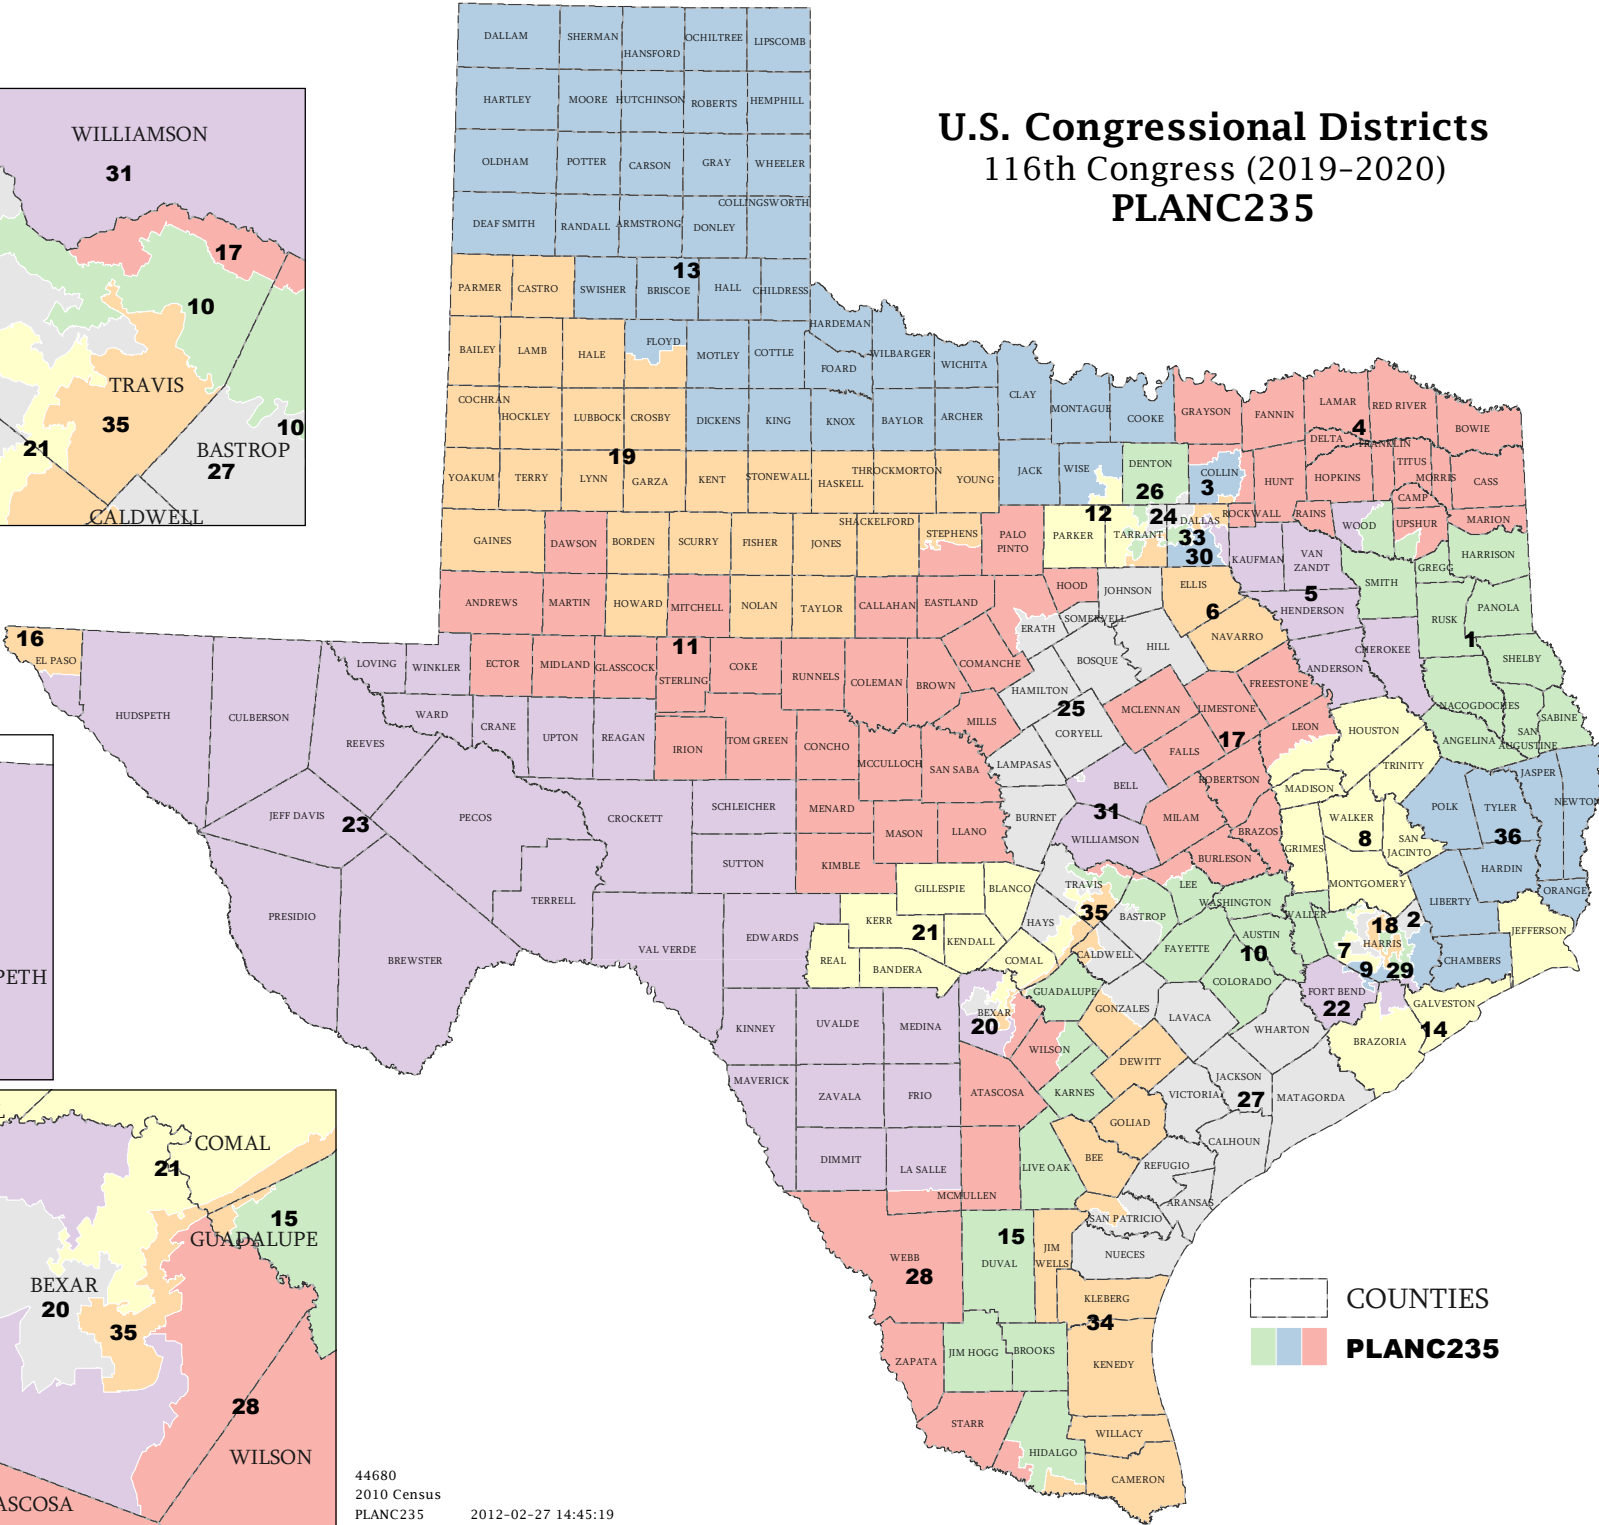 U.S. Congressional Districts
116th Congress (2019–2020)
PLANC235
DALLAM
SHERMAN
HANSFORD
OCHILTREE
LIPSCOMB
HARTLEY
MOORE
HUTCHINSON
ROBERTS
HEMPHILL
OLDHAM
POTTER
CARSON
GRAY
WHEELER
DEAF SMITH
RANDALL
ARMSTRONG
DONLEY
COLLINGSWORTH
13
PARMER
CASTRO
SWISHER
BRISCOE
HALL
CHILDRESS
HARDEMAN
BAILEY
LAMB
HALE
FLOYD
MOTLEY
COTTLE
FOARD
WILBARGER
WICHITA
CLAY
MONTAGUE
COOKE
GRAYSON
FANNIN
LAMAR
RED RIVER
BOWIE
4
COCHRAN
HOCKLEY
LUBBOCK
CROSBY
DICKENS
KING
KNOX
BAYLOR
ARCHER
DELTA
FRANKLIN
TITUS
MORRIS
CASS
19
YOAKUM
TERRY
LYNN
GARZA
KENT
STONEWALL
HASKELL
THROCKMORTON
YOUNG
JACK
WISE
DENTON
26
COLLIN
3
HUNT
HOPKINS
CAMP
MARION
GAINES
DAWSON
BORDEN
SCURRY
FISHER
JONES
SHACKELFORD
STEPHENS
PALO
PINTO
PARKER
12
TARRANT
24
DALLAS
33
30
ROCKWALL
RAINS
WOOD
UPSHUR
HARRISON
KAUFMAN
VAN
ZANDT
5
SMITH
GREGG
ANDREWS
MARTIN
HOWARD
MITCHELL
NOLAN
TAYLOR
CALLAHAN
EASTLAND
ERATH
HOOD
SOMERVELL
JOHNSON
ELLIS
6
NAVARRO
HENDERSON
RUSK
PANOLA
1
16
EL PASO
HUDSPETH
CULBERSON
LOVING
WINKLER
ECTOR
MIDLAND
GLASSCOCK
11
STERLING
COKE
RUNNELS
COLEMAN
BROWN
COMANCHE
HAMILTON
BOSQUE
HILL
FREESTONE
ANDERSON
CHEROKEE
SHELBY
REEVES
WARD
CRANE
UPTON
REAGAN
IRION
TOM GREEN
CONCHO
MCCULLOCH
SAN SABA
MILLS
25
CORYELL
LAMPASAS
MCLENNAN
LIMESTONE
17
FALLS
LEON
HOUSTON
NACOGDOCHES
SAN
AUGUSTINE
SABINE
ANGELINA
TRINITY
JEFF DAVIS
23
PECOS
CROCKETT
SCHLEICHER
SUTTON
MENARD
MASON
KIMBLE
LLANO
BURNET
BELL
31
WILLIAMSON
MILAM
ROBERTSON
BRAZOS
BURLESON
MADISON
WALKER
8
GRIMES
SAN
JACINTO
POLK
TYLER
36
JASPER
NEWTON
HARDIN
ORANGE
LIBERTY
MONTGOMERY
PRESIDIO
BREWSTER
TERRELL
VAL VERDE
EDWARDS
KERR
REAL
BANDERA
GILLESPIE
21
KENDALL
BLANCO
COMAL
HAYS
TRAVIS
35
BASTROP
CALDWELL
LEE
WASHINGTON
FAYETTE
AUSTIN
10
COLORADO
WALLER
18
2
HARRIS
7
9
29
JEFFERSON
CHAMBERS
FORT BEND
22
GALVESTON
14
BRAZORIA
KINNEY
UVALDE
MEDINA
BEXAR
20
GUADALUPE
WILSON
GONZALES
DEWITT
LAVACA
WHARTON
MATAGORDA
JACKSON
27
VICTORIA
CALHOUN
MAVERICK
ZAVALA
FRIO
ATASCOSA
KARNES
GOLIAD
BEE
REFUGIO
ARANSAS
DIMMIT
LA SALLE
MCMULLEN
LIVE OAK
SAN PATRICIO
NUECES
WEBB
28
15
DUVAL
JIM
WELLS
KLEBERG
34
KENEDY
ZAPATA
JIM HOGG
BROOKS
STARR
HIDALGO
WILLACY
CAMERON
WILLIAMSON
31
17
10
TRAVIS
35
21
BASTROP
27
10
CALDWELL
PETH
COMAL
21
15
GUADALUPE
BEXAR
20
35
28
WILSON
ASCOSA
COUNTIES
PLANC235
44680
2010 Census
PLANC235 2012-02-27 14:45:19